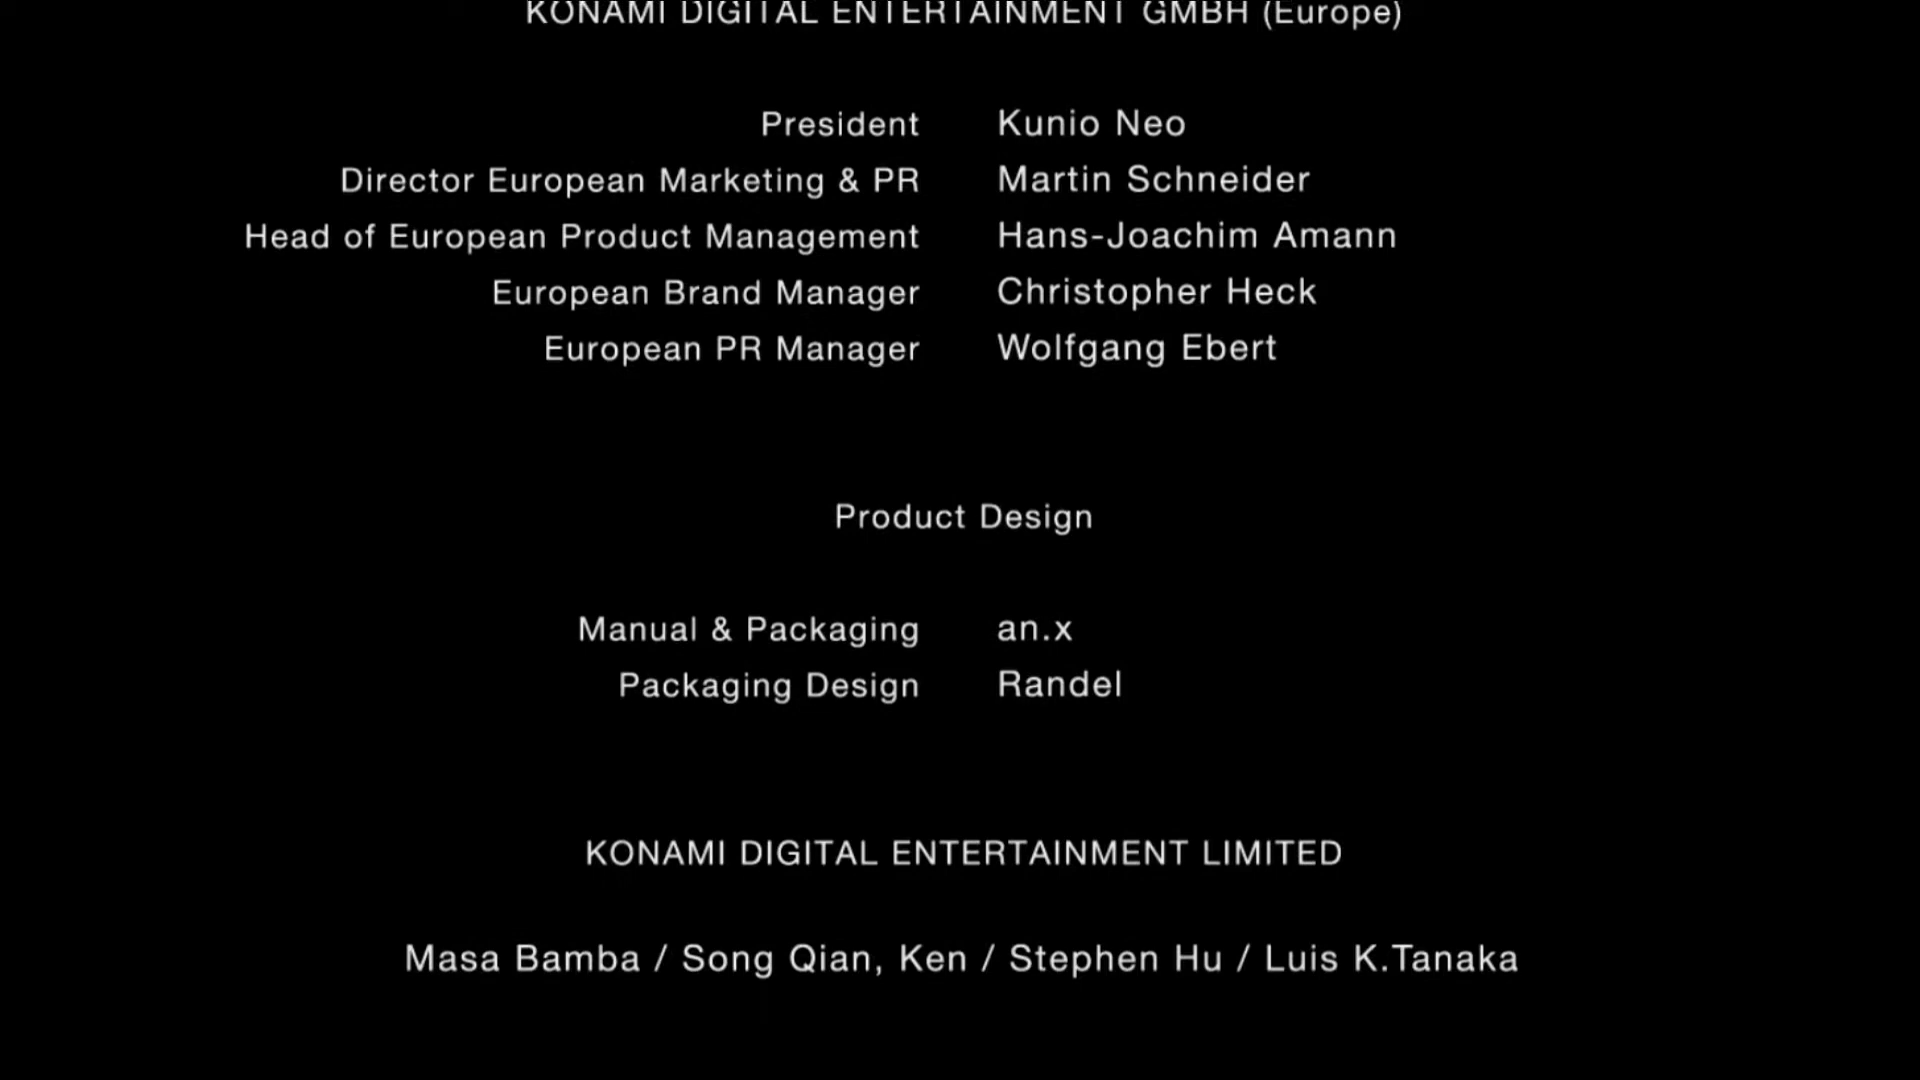 KONAMI DIGITAL ENTERTAINMENT GMBH (Europe)
President Kunio Neo
Director European Marketing & PR Martin Schneider
Head of European Product Management Hans-Joachim Amann
European Brand Manager Christopher Heck
European PR Manager Wolfgang Ebert
Product Design
Manual & Packaging an.x
Packaging Design Randel
KONAMI DIGITAL ENTERTAINMENT LIMITED
Masa Bamba / Song Qian, Ken / Stephen Hu / Luis K.Tanaka